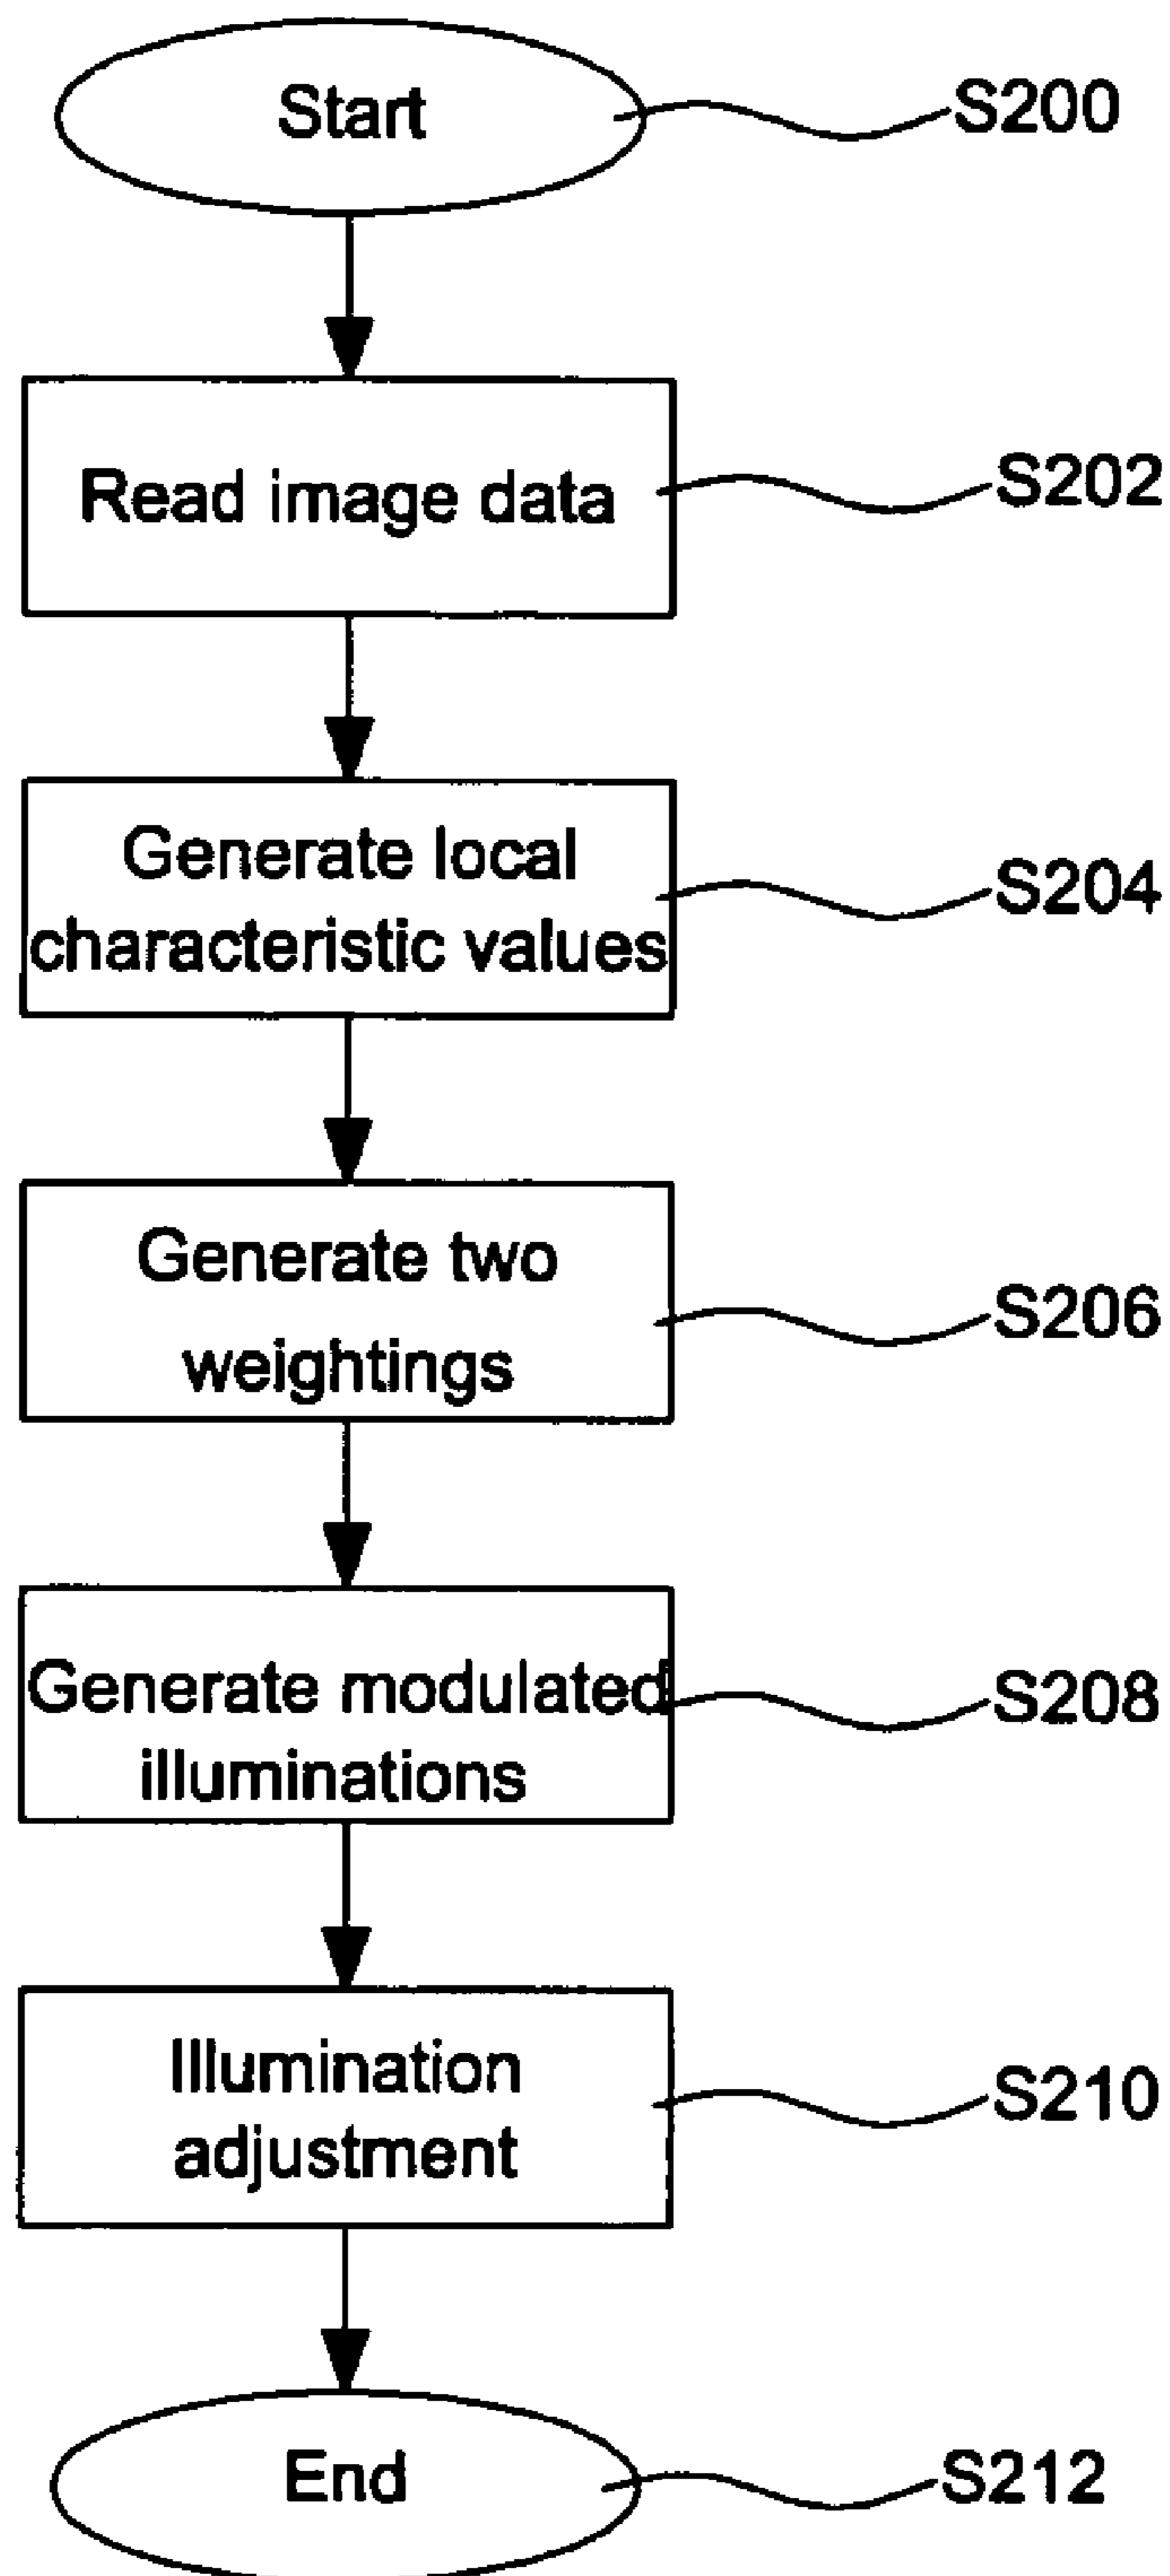 Start
S200
Read image data
S202
Generate local
characteristic values
S204
Generate two
weightings
S206
Generate modulated
illuminations
S208
Illumination
adjustment
S210
End
S212